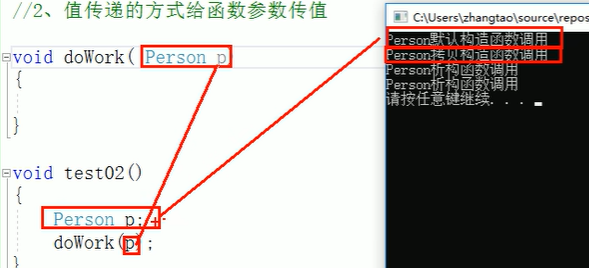 //2、值传递的方式给函数参数传值
void doWork( Person p
{
}
void test02()
{
Person p;
doWork(p);
}
C:\Users\zhangtao\source\repos
Person默认构造函数调用
Person拷贝构造函数调用
Person析构函数调用
Person析构函数调用
请按任意键继续. . .